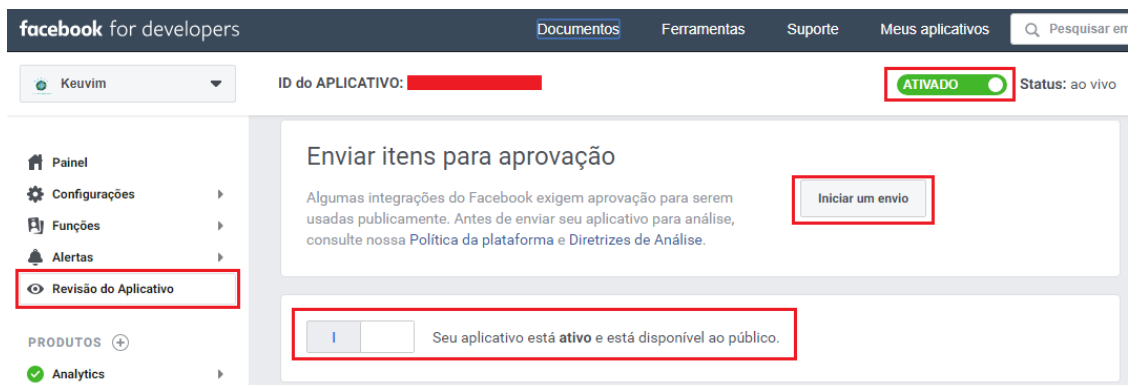 facebook for developers Documentos Ferramentas Suporte Meus aplicativos Pesquisar em
Keuvim ID do APLICATIVO: ATIVADO Status: ao vivo
Painel
Configurações
Funções
Alertas
Revisão do Aplicativo
PRODUTOS
Analytics
Enviar itens para aprovação
Algumas integrações do Facebook exigem aprovação para serem
usadas publicamente. Antes de enviar seu aplicativo para análise,
consulte nossa Política da plataforma e Diretrizes de Análise.
Iniciar um envio
I Seu aplicativo está ativo e está disponível ao público.